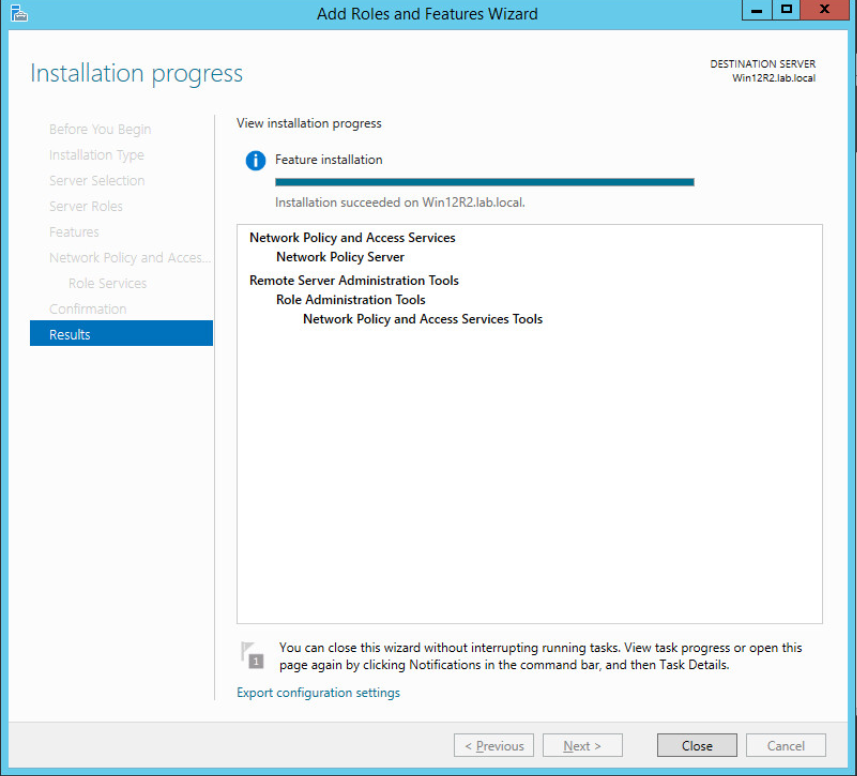 Add Roles and Features Wizard
Installation progress
DESTINATION SERVER
Win12R2.lab.local
Before You Begin
Installation Type
Server Selection
Server Roles
Features
Network Policy and Acces...
Role Services
Confirmation
Results
View installation progress
Feature installation
Installation succeeded on Win12R2.lab.local.
Network Policy and Access Services
Network Policy Server
Remote Server Administration Tools
Role Administration Tools
Network Policy and Access Services Tools
1
You can close this wizard without interrupting running tasks. View task progress or open this
page again by clicking Notifications in the command bar, and then Task Details.
Export configuration settings
< Previous
Next >
Close
Cancel